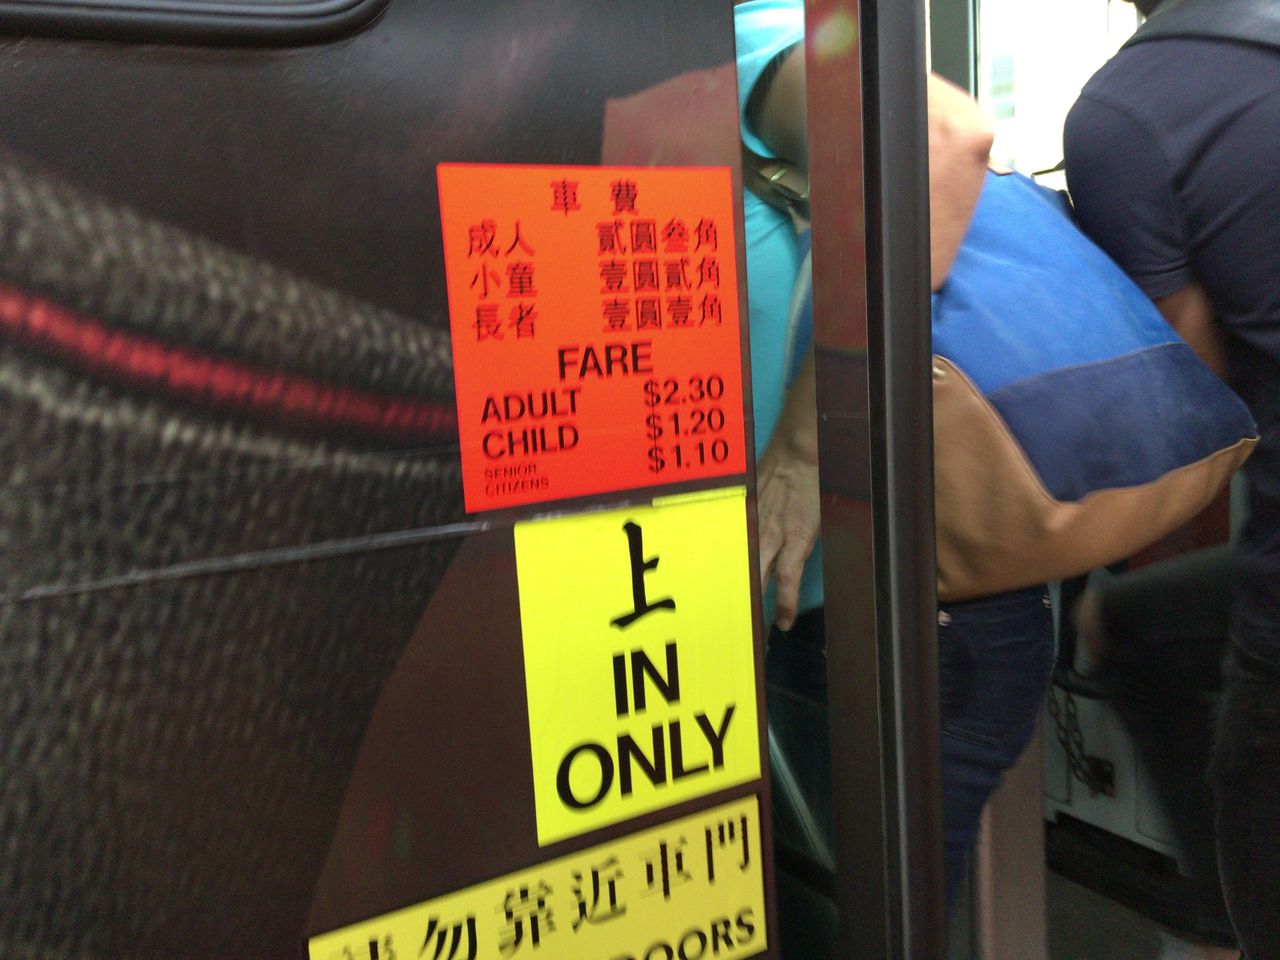 車費
成人 貳圓叁角
小童 壹圓貳角
長者 壹圓壹角
FARE
ADULT $2.30
CHILD $1.20
SENIOR CITIZENS $1.10
上
IN
ONLY
請勿靠近車門
DOORS